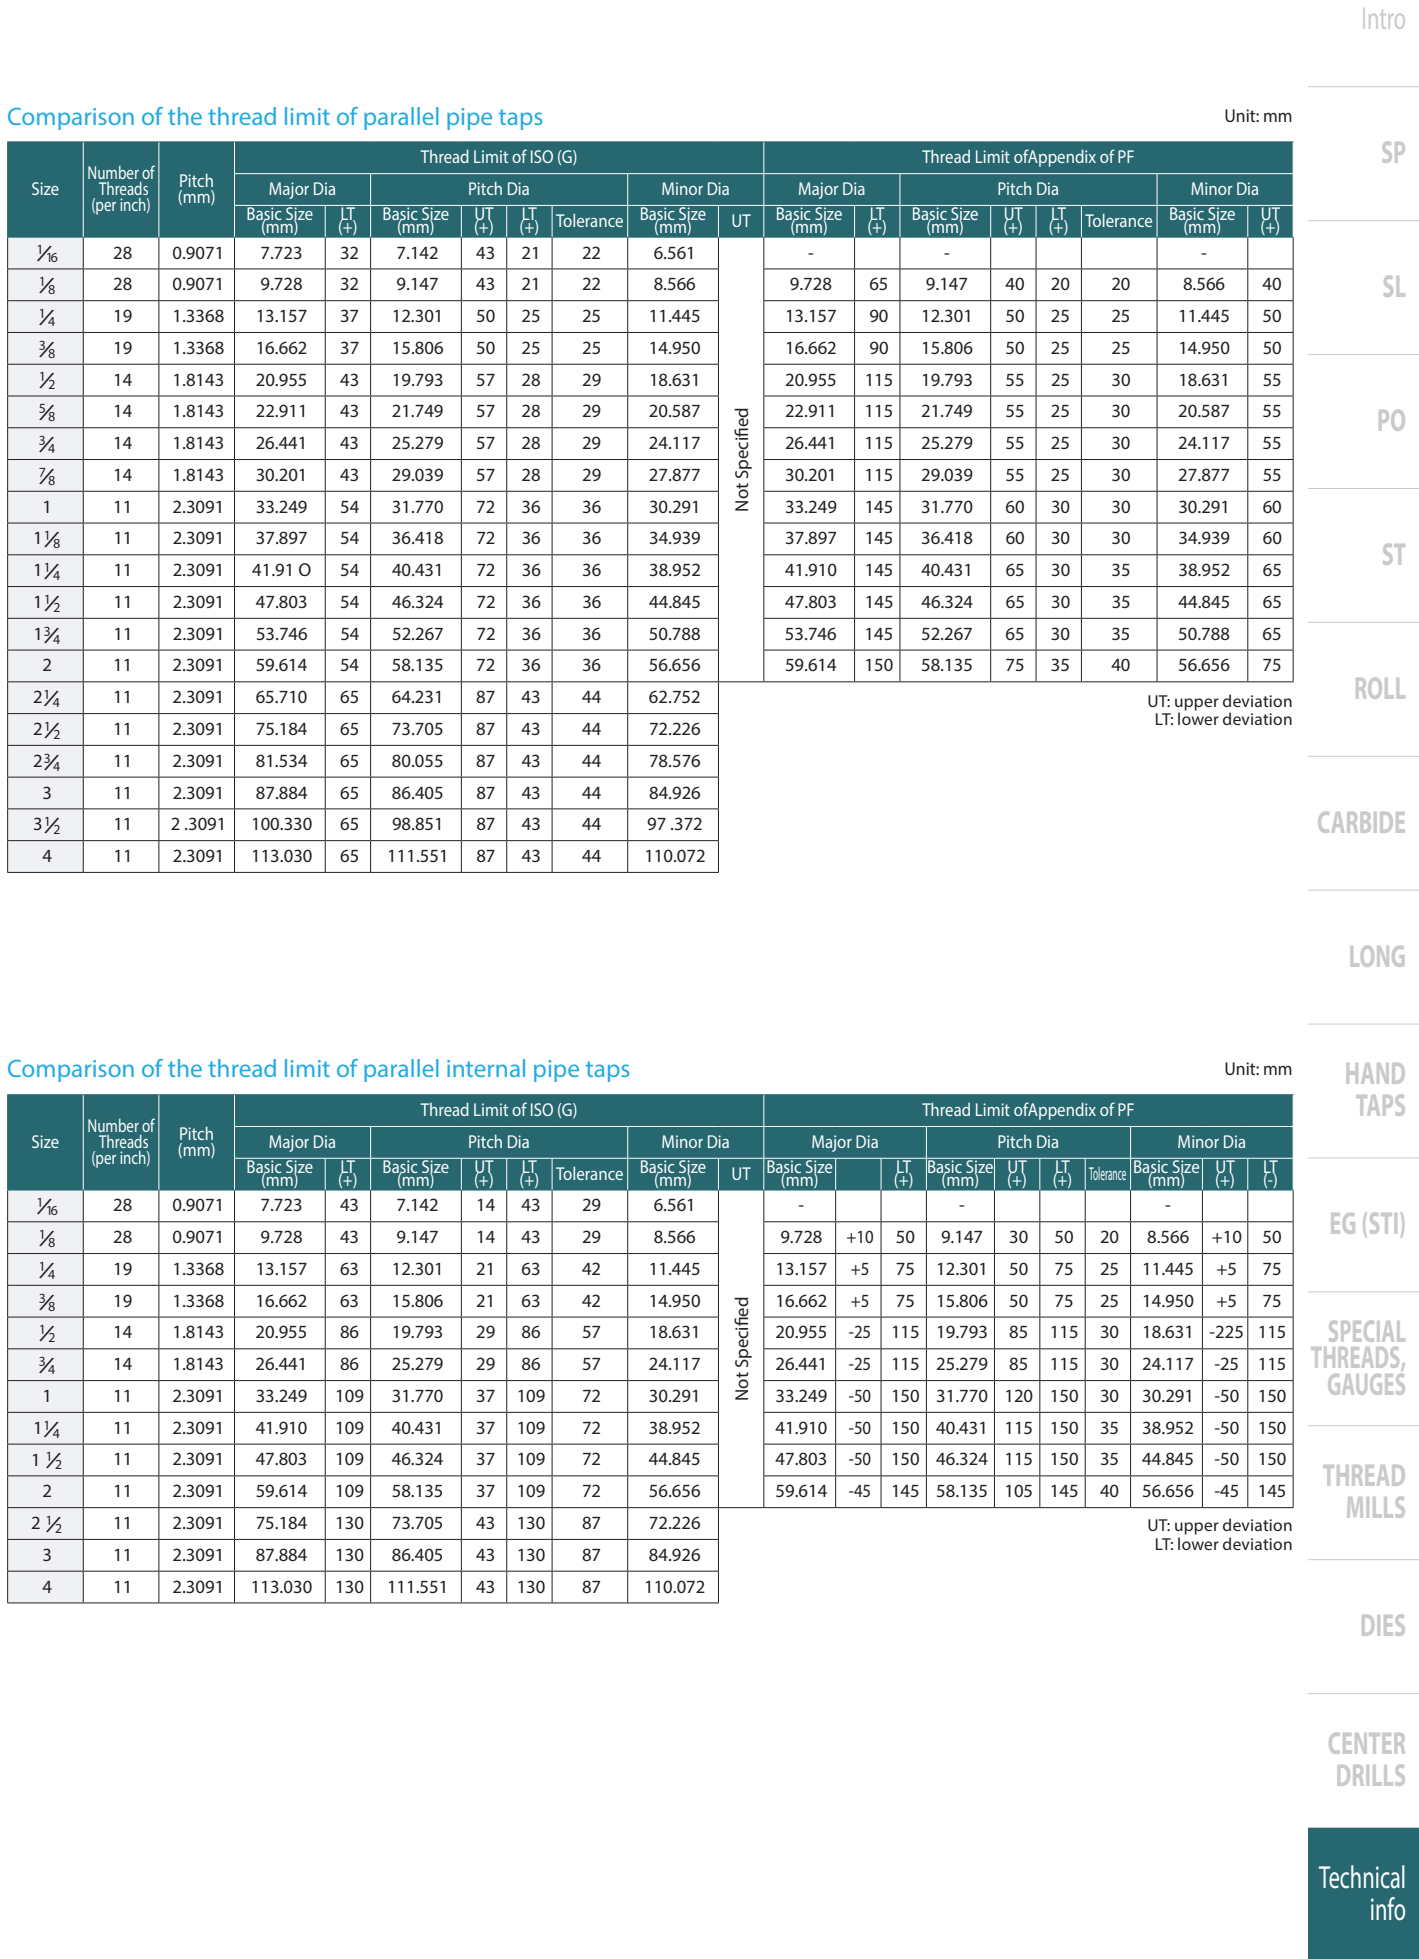 Intro
Comparison of the thread limit of parallel pipe taps Unit: mm
Size Number of Threads (per inch) Pitch (mm) Thread Limit of ISO (G) Thread Limit ofAppendix of PF
Major Dia Pitch Dia Minor Dia Major Dia Pitch Dia Minor Dia
Basic Size (mm) LT (+) Basic Size (mm) UT (+) LT (+) Tolerance Basic Size (mm) UT Basic Size (mm) LT (+) Basic Size (mm) UT (+) LT (+) Tolerance Basic Size (mm) UT (+)
1/16 28 0.9071 7.723 32 7.142 43 21 22 6.561 - - -
1/8 28 0.9071 9.728 32 9.147 43 21 22 8.566 9.728 65 9.147 40 20 20 8.566 40
1/4 19 1.3368 13.157 37 12.301 50 25 25 11.445 13.157 90 12.301 50 25 25 11.445 50
3/8 19 1.3368 16.662 37 15.806 50 25 25 14.950 16.662 90 15.806 50 25 25 14.950 50
1/2 14 1.8143 20.955 43 19.793 57 28 29 18.631 20.955 115 19.793 55 25 30 18.631 55
5/8 14 1.8143 22.911 43 21.749 57 28 29 20.587 22.911 115 21.749 55 25 30 20.587 55
3/4 14 1.8143 26.441 43 25.279 57 28 29 24.117 26.441 115 25.279 55 25 30 24.117 55
7/8 14 1.8143 30.201 43 29.039 57 28 29 27.877 30.201 115 29.039 55 25 30 27.877 55
1 11 2.3091 33.249 54 31.770 72 36 36 30.291 33.249 145 31.770 60 30 30 30.291 60
1 1/8 11 2.3091 37.897 54 36.418 72 36 36 34.939 37.897 145 36.418 60 30 30 34.939 60
1 1/4 11 2.3091 41.91 O 54 40.431 72 36 36 38.952 41.910 145 40.431 65 30 35 38.952 65
1 1/2 11 2.3091 47.803 54 46.324 72 36 36 44.845 47.803 145 46.324 65 30 35 44.845 65
1 3/4 11 2.3091 53.746 54 52.267 72 36 36 50.788 53.746 145 52.267 65 30 35 50.788 65
2 11 2.3091 59.614 54 58.135 72 36 36 56.656 59.614 150 58.135 75 35 40 56.656 75
Not Specified
2 1/4 11 2.3091 65.710 65 64.231 87 43 44 62.752
2 1/2 11 2.3091 75.184 65 73.705 87 43 44 72.226
2 3/4 11 2.3091 81.534 65 80.055 87 43 44 78.576
3 11 2.3091 87.884 65 86.405 87 43 44 84.926
3 1/2 11 2 .3091 100.330 65 98.851 87 43 44 97 .372
4 11 2.3091 113.030 65 111.551 87 43 44 110.072
UT: upper deviation
LT: lower deviation
Comparison of the thread limit of parallel internal pipe taps Unit: mm
Size Number of Threads (per inch) Pitch (mm) Thread Limit of ISO (G) Thread Limit ofAppendix of PF
Major Dia Pitch Dia Minor Dia Major Dia Pitch Dia Minor Dia
Basic Size (mm) LT (+) Basic Size (mm) UT (+) LT (+) Tolerance Basic Size (mm) UT Basic Size (mm) LT (+) Basic Size (mm) UT (+) LT (+) Tolerance Basic Size (mm) UT (+) LT (-)
1/16 28 0.9071 7.723 43 7.142 14 43 29 6.561 - - -
1/8 28 0.9071 9.728 43 9.147 14 43 29 8.566 9.728 +10 50 9.147 30 50 20 8.566 +10 50
1/4 19 1.3368 13.157 63 12.301 21 63 42 11.445 13.157 +5 75 12.301 50 75 25 11.445 +5 75
3/8 19 1.3368 16.662 63 15.806 21 63 42 14.950 16.662 +5 75 15.806 50 75 25 14.950 +5 75
1/2 14 1.8143 20.955 86 19.793 29 86 57 18.631 20.955 -25 115 19.793 85 115 30 18.631 -225 115
3/4 14 1.8143 26.441 86 25.279 29 86 57 24.117 26.441 -25 115 25.279 85 115 30 24.117 -25 115
1 11 2.3091 33.249 109 31.770 37 109 72 30.291 33.249 -50 150 31.770 120 150 30 30.291 -50 150
1 1/4 11 2.3091 41.910 109 40.431 37 109 72 38.952 41.910 -50 150 40.431 115 150 35 38.952 -50 150
1 1/2 11 2.3091 47.803 109 46.324 37 109 72 44.845 47.803 -50 150 46.324 115 150 35 44.845 -50 150
2 11 2.3091 59.614 109 58.135 37 109 72 56.656 59.614 -45 145 58.135 105 145 40 56.656 -45 145
Not Specified
2 1/2 11 2.3091 75.184 130 73.705 43 130 87 72.226
3 11 2.3091 87.884 130 86.405 43 130 87 84.926
4 11 2.3091 113.030 130 111.551 43 130 87 110.072
UT: upper deviation
LT: lower deviation
SP
SL
PO
ST
ROLL
CARBIDE
LONG
HAND
TAPS
EG (STI)
SPECIAL
THREADS,
GAUGES
THREAD
MILLS
DIES
CENTER
DRILLS
Technical
info